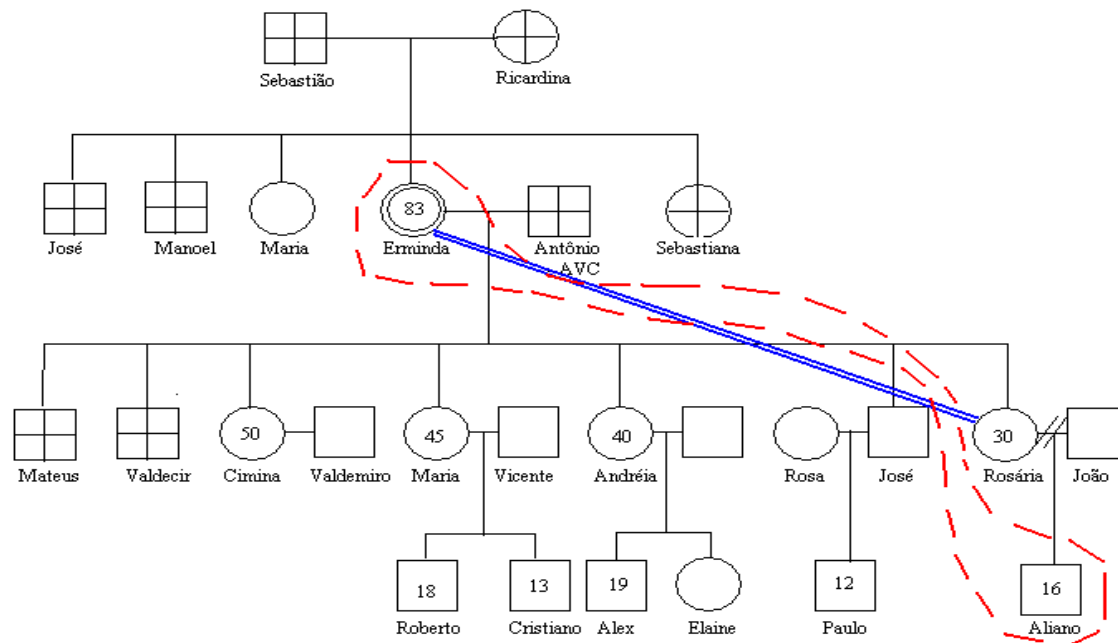 Sebastião
Ricardina
83
José
Manoel
Maria
Erminda
Antônio
Sebastiana
AVC
50
45
40
30
Mateus
Valdecir
Cimina
Valdemiro
Maria
Vicente
Andréia
Rosa
José
Rosária
João
18
13
19
12
16
Roberto
Cristiano
Alex
Elaine
Paulo
Aliano